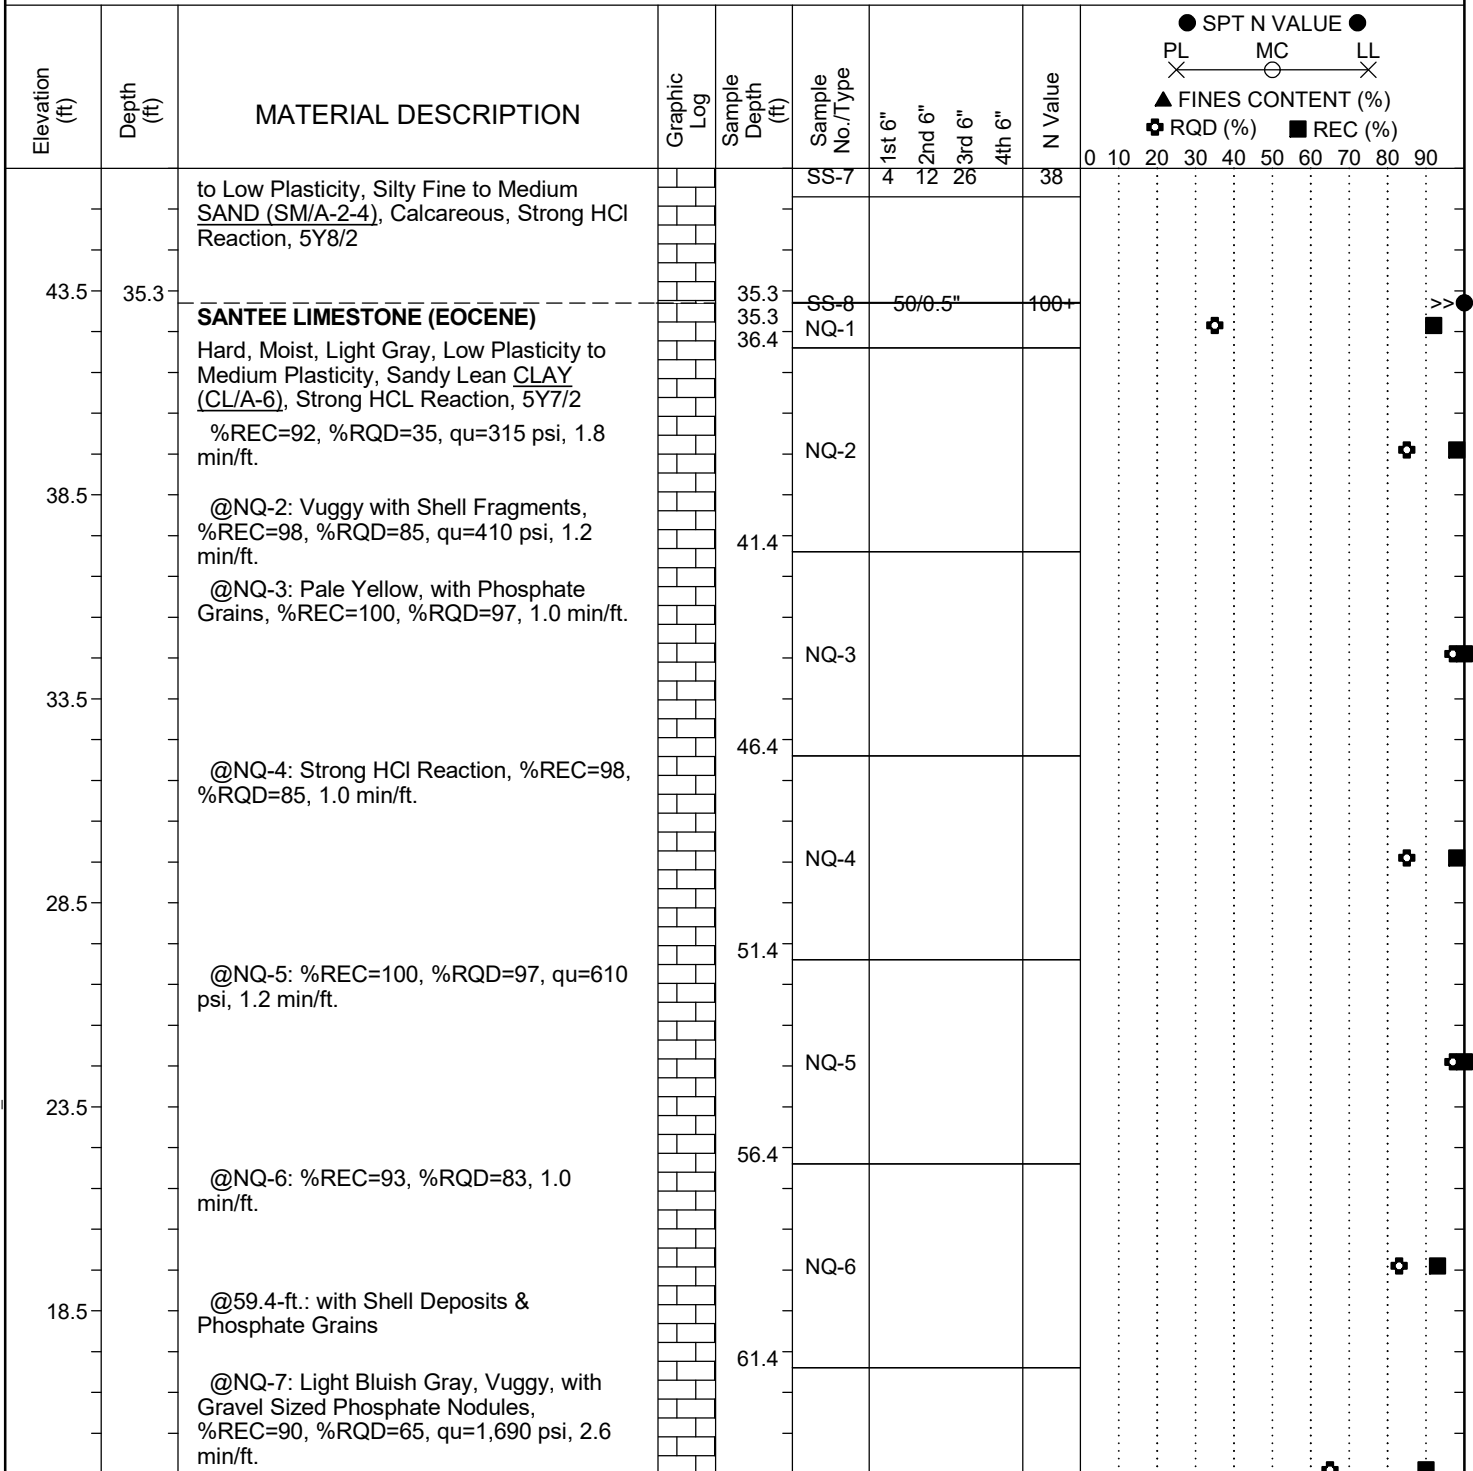 ● SPT N VALUE ●
PL MC LL
▲ FINES CONTENT (%)
RQD (%) ■ REC (%)
0 10 20 30 40 50 60 70 80 90
Elevation
(ft)
Depth
(ft)
MATERIAL DESCRIPTION
Graphic
Log
Sample
Depth
(ft)
Sample
No./Type
1st 6"
2nd 6"
3rd 6"
4th 6"
N Value
SS-7 4 12 26 38
to Low Plasticity, Silty Fine to Medium
SAND (SM/A-2-4), Calcareous, Strong HCl
Reaction, 5Y8/2
43.5 35.3 35.3
SS-8 50/0.5" 100+ >>
SANTEE LIMESTONE (EOCENE)
35.3
NQ-1
36.4
Hard, Moist, Light Gray, Low Plasticity to
Medium Plasticity, Sandy Lean CLAY
(CL/A-6), Strong HCL Reaction, 5Y7/2
%REC=92, %RQD=35, qu=315 psi, 1.8
min/ft.
NQ-2
38.5
@NQ-2: Vuggy with Shell Fragments,
%REC=98, %RQD=85, qu=410 psi, 1.2
min/ft.
41.4
@NQ-3: Pale Yellow, with Phosphate
Grains, %REC=100, %RQD=97, 1.0 min/ft.
NQ-3
33.5
46.4
@NQ-4: Strong HCl Reaction, %REC=98,
%RQD=85, 1.0 min/ft.
NQ-4
28.5
51.4
@NQ-5: %REC=100, %RQD=97, qu=610
psi, 1.2 min/ft.
NQ-5
23.5
56.4
@NQ-6: %REC=93, %RQD=83, 1.0
min/ft.
NQ-6
18.5
@59.4-ft.: with Shell Deposits &
Phosphate Grains
61.4
@NQ-7: Light Bluish Gray, Vuggy, with
Gravel Sized Phosphate Nodules,
%REC=90, %RQD=65, qu=1,690 psi, 2.6
min/ft.